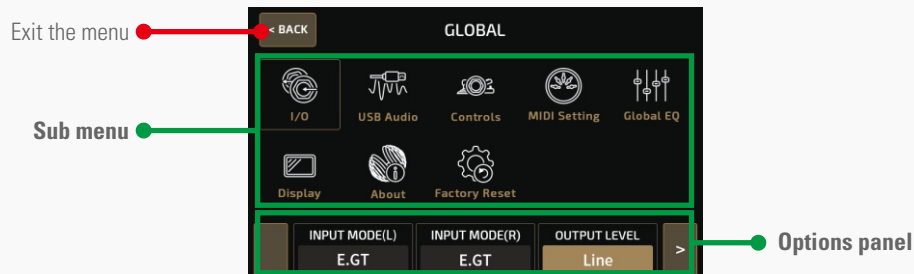 Exit the menu
< BACK
GLOBAL
I/O
USB Audio
Controls
MIDI Setting
Global EQ
Sub menu
Display
About
Factory Reset
INPUT MODE(L)
INPUT MODE(R)
OUTPUT LEVEL
>
Options panel
E.GT
E.GT
Line